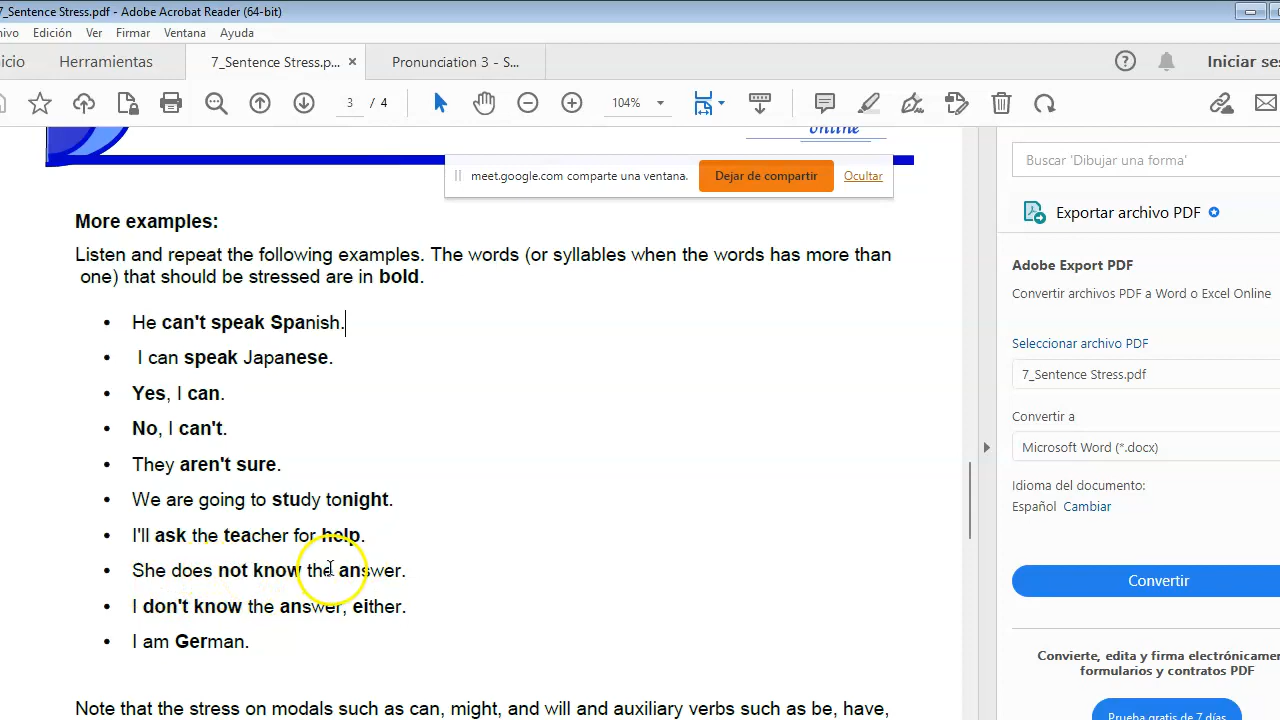 7_Sentence Stress.pdf - Adobe Acrobat Reader (64-bit)
Edición Ver Firmar Ventana Ayuda
Herramientas 7_Sentence Stress.p... × Pronunciation 3 - S... Iniciar
3 / 4 104%
online
meet.google.com comparte una ventana. Dejar de compartir Ocultar
Buscar 'Dibujar una forma'
Exportar archivo PDF
More examples:
Listen and repeat the following examples. The words (or syllables when the words has more than
one) that should be stressed are in bold.
Adobe Export PDF
Convertir archivos PDF a Word o Excel Online
• He can't speak Spanish.
• I can speak Japanese.
• Yes, I can.
• No, I can't.
• They aren't sure.
• We are going to study tonight.
• I'll ask the teacher for help.
• She does not know the answer.
• I don't know the answer, either.
• I am German.
Seleccionar archivo PDF
7_Sentence Stress.pdf
Convertir a
Microsoft Word (*.docx)
Idioma del documento:
Español Cambiar
Convertir
Convierte, edita y firma
formularios y contratos PDF
Prueba gratis de 7 días
Note that the stress on modals such as can, might, and will and auxiliary verbs such as be, have,